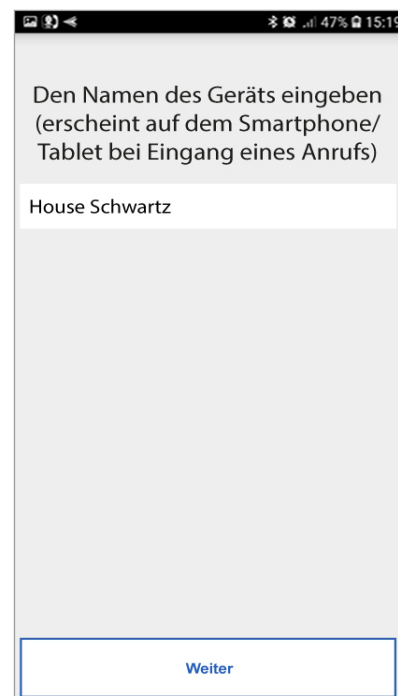 47% 15:19
Den Namen des Geräts eingeben
(erscheint auf dem Smartphone/
Tablet bei Eingang eines Anrufs)
House Schwartz
Weiter